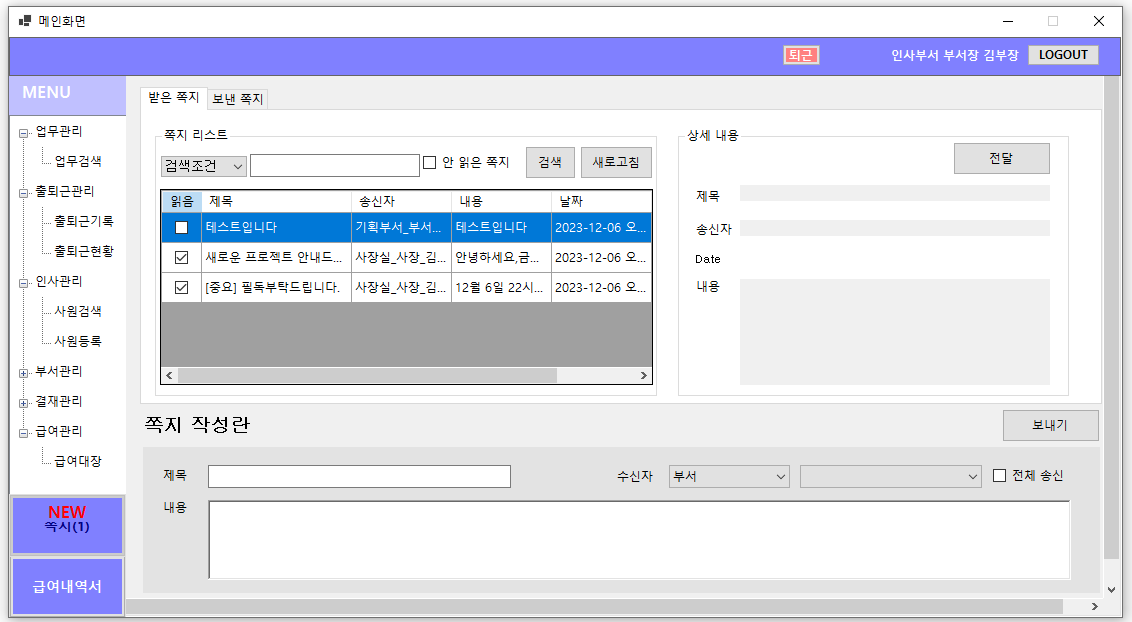 메인화면
퇴근 인사부서 부서장 김부장 LOGOUT
MENU
업무관리
업무검색
출퇴근관리
출퇴근기록
출퇴근현황
인사관리
사원검색
사원등록
부서관리
결재관리
급여관리
급여대장
NEW
쪽지(1)
급여내역서
받은 쪽지 보낸 쪽지
쪽지 리스트
검색조건 안 읽은 쪽지 검색 새로고침
읽음 제목 송신자 내용 날짜
테스트입니다 기획부서_부서... 테스트입니다 2023-12-06 오...
새로운 프로젝트 안내드... 사장실_사장_김... 안녕하세요,금... 2023-12-06 오...
[중요] 필독부탁드립니다. 사장실_사장_김... 12월 6일 22시... 2023-12-06 오...
상세 내용
전달
제목
송신자
Date
내용
쪽지 작성란 보내기
제목 수신자 부서 전체 송신
내용